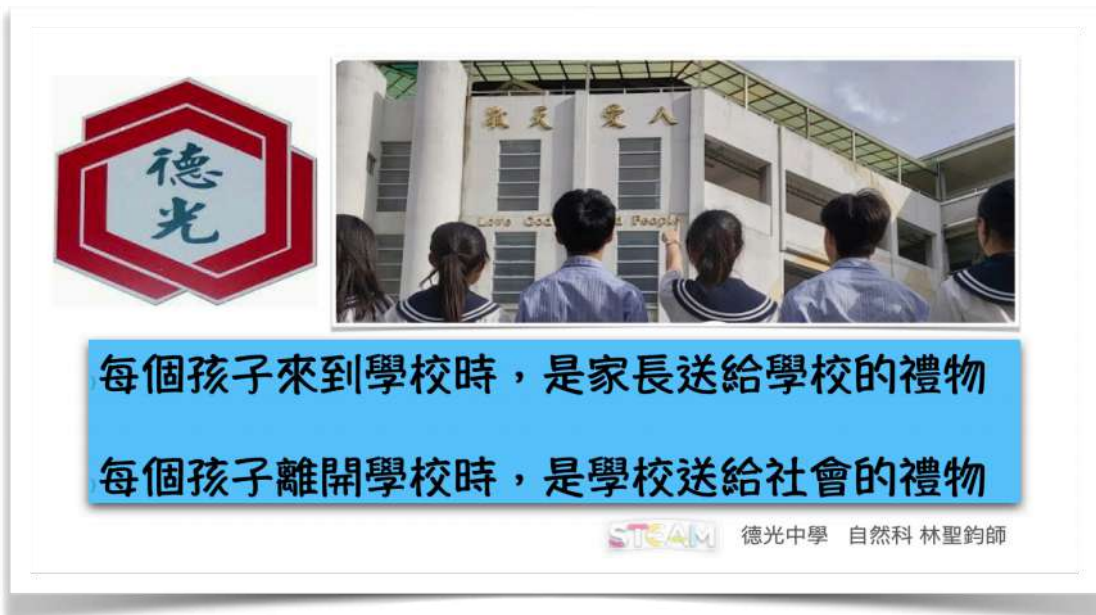 德
光
敬天愛人
Love God and People
每個孩子來到學校時，是家長送給學校的禮物
每個孩子離開學校時，是學校送給社會的禮物
STEAM 德光中學 自然科 林聖鈞師